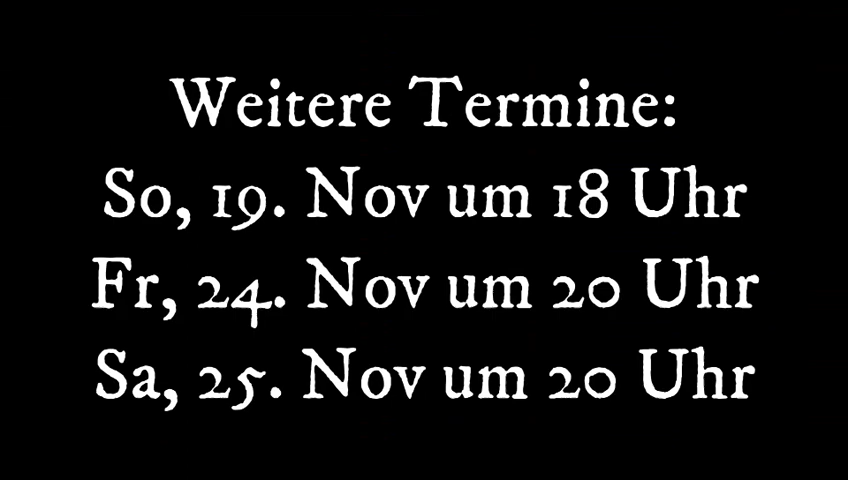 Weitere Termine:
So, 19. Nov um 18 Uhr
Fr, 24. Nov um 20 Uhr
Sa, 25. Nov um 20 Uhr